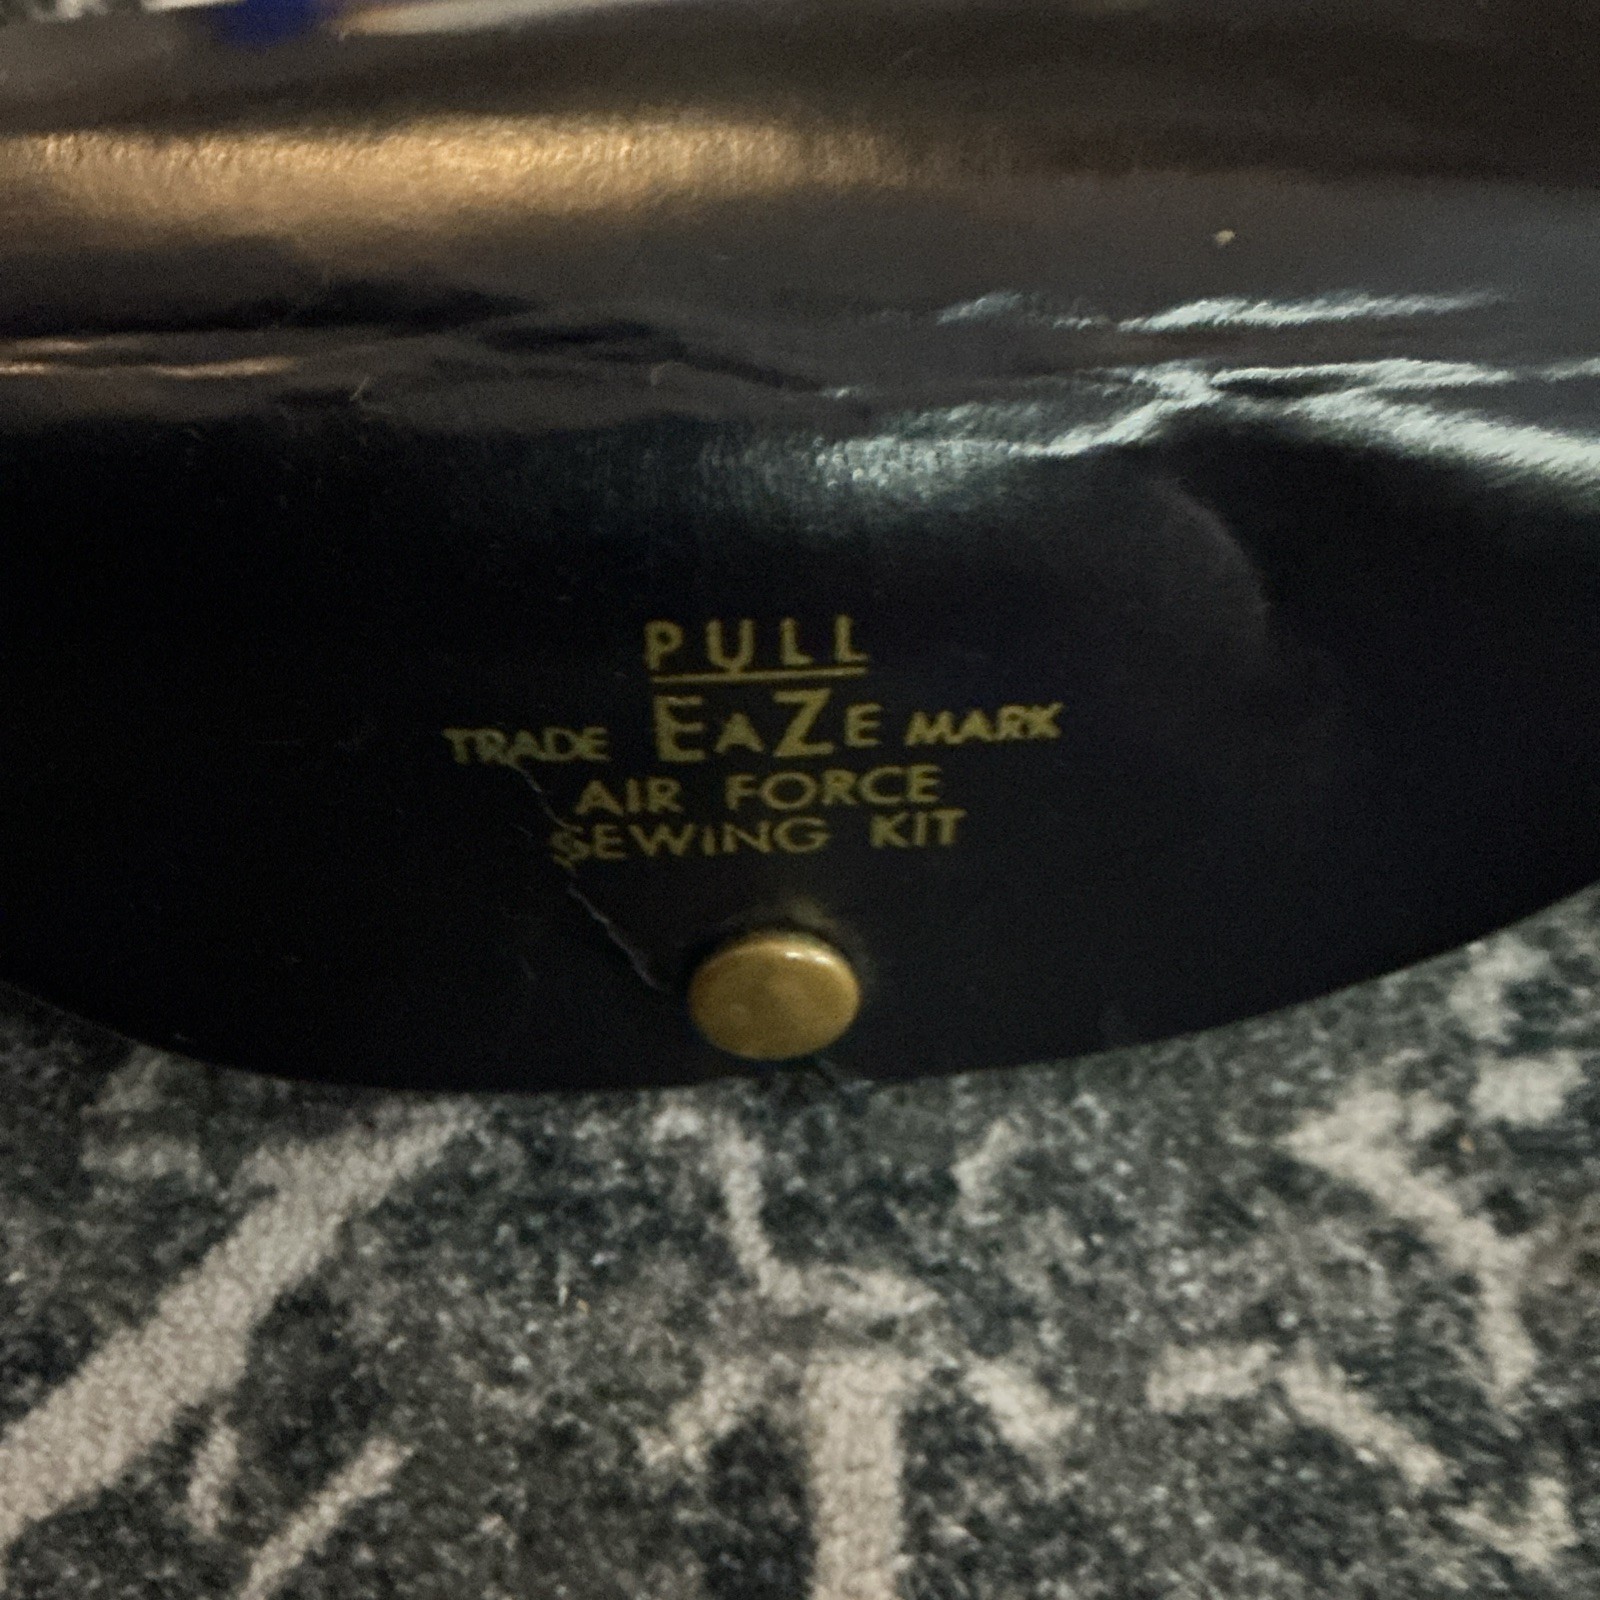 PULL
TRADE EAZE MARK
AIR FORCE
SEWING KIT